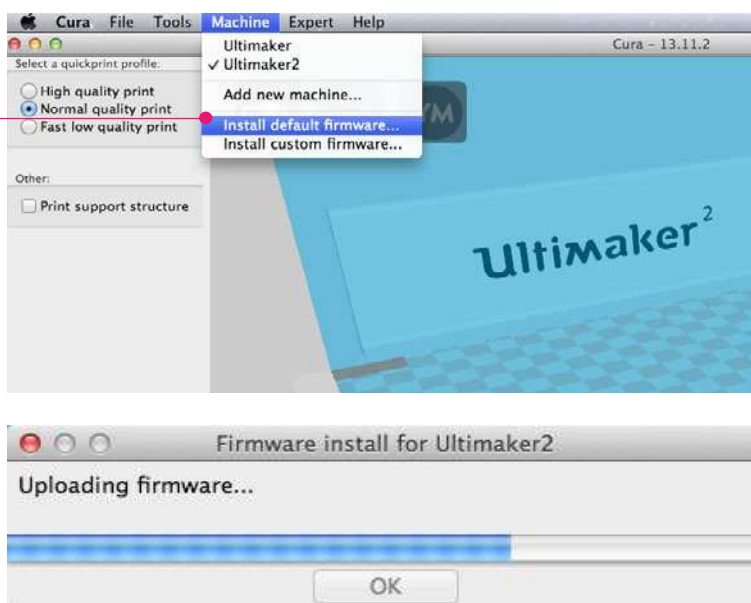 Cura File Tools Machine Expert Help
Cura – 13.11.2
Select a quickprint profile:
High quality print
Normal quality print
Fast low quality print
Other:
Print support structure
Ultimaker
✓ Ultimaker2
Add new machine...
Install default firmware...
Install custom firmware...
YM
Ultimaker²
Firmware install for Ultimaker2
Uploading firmware...
OK